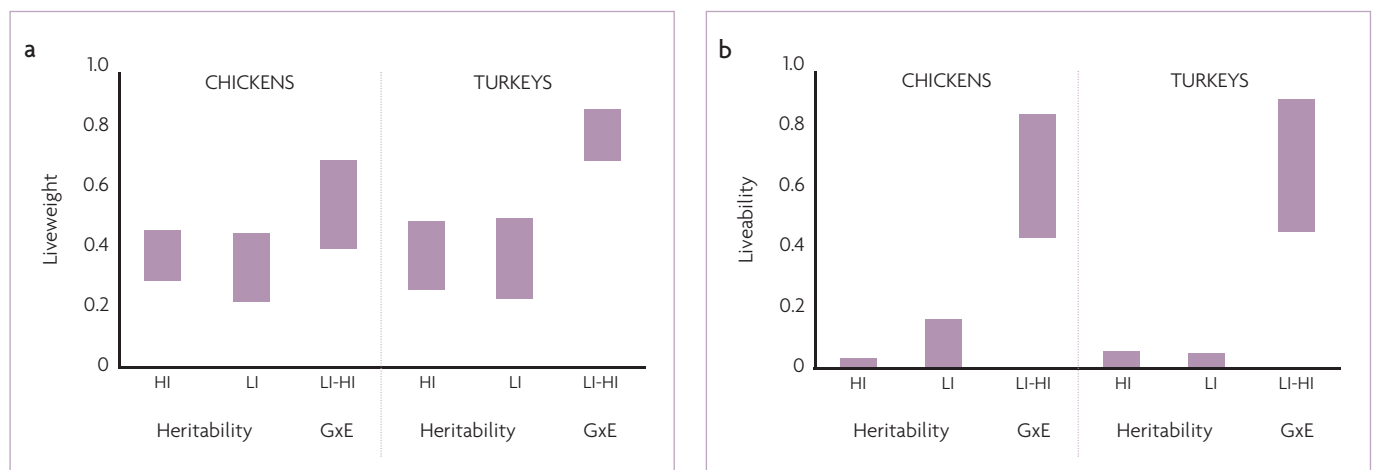 a
1.0
CHICKENS TURKEYS
0.8
0.6
Liveweight
0.4
0.2
0
HI LI LI-HI HI LI LI-HI
Heritability GxE Heritability GxE
b
1.0
CHICKENS TURKEYS
0.8
0.6
Liveability
0.4
0.2
0
HI LI LI-HI HI LI LI-HI
Heritability GxE Heritability GxE